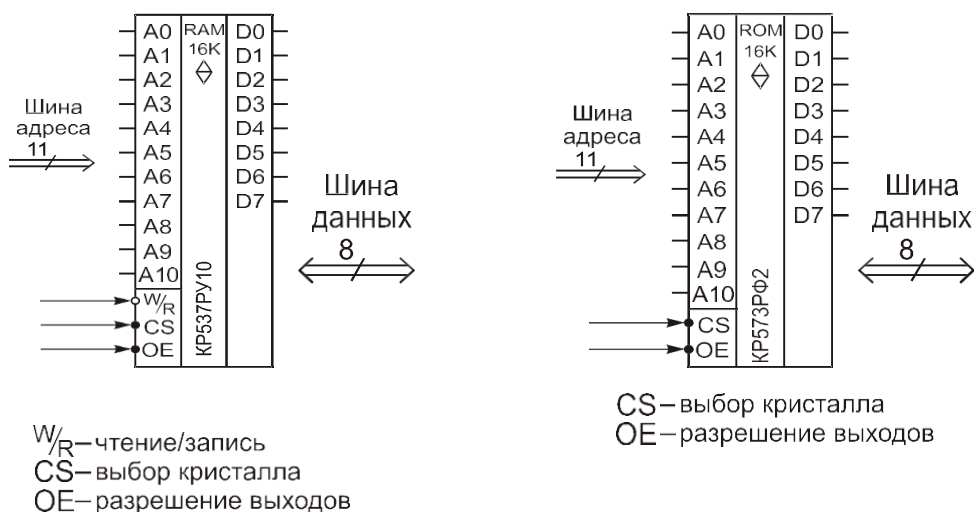 A0 RAM D0
A1 16K D1
A2 D2
A3 D3
A4 D4
A5 D5
A6 D6
A7 D7
A8
A9
A10
W/R
CS
OE
КР537РУ10
Шина
адреса
11
Шина
данных
8
W/R–чтение/запись
CS–выбор кристалла
OE–разрешение выходов
A0 ROM D0
A1 16K D1
A2 D2
A3 D3
A4 D4
A5 D5
A6 D6
A7 D7
A8
A9
A10
CS
OE
КР573РФ2
Шина
адреса
11
Шина
данных
8
CS–выбор кристалла
OE–разрешение выходов